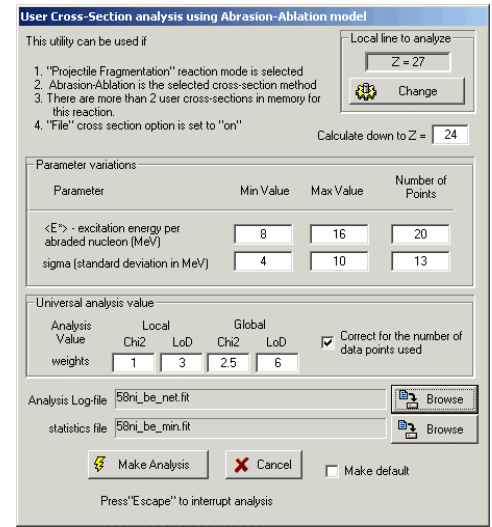 User Cross-Section analysis using Abrasion-Ablation model
This utility can be used if
1. "Projectile Fragmentation" reaction mode is selected
2. Abrasion-Ablation is the selected cross-section method
3. There are more than 2 user cross-sections in memory for
this reaction.
4. "File" cross section option is set to "on"
Local line to analyze
Z = 27
Change
Calculate down to Z = 24
Parameter variations
Parameter Min Value Max Value Number of Points
<E*> - excitation energy per
abraded nucleon (MeV) 8 16 20
sigma (standard deviation in MeV) 4 10 13
Universal analysis value
Analysis Value Local Global
Chi2 LoD Chi2 LoD
weights 1 3 2.5 6
Correct for the number of
data points used
Analysis Log-file 58ni_be_net.fit Browse
statistics file 58ni_be_min.fit Browse
Make Analysis Cancel Make default
Press"Escape" to interrupt analysis